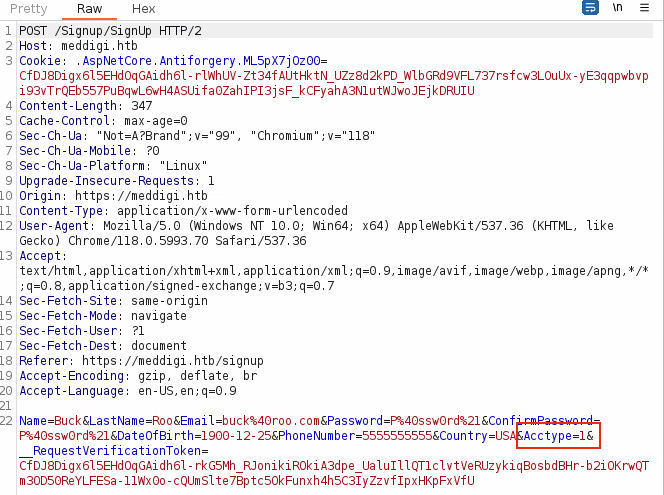 Pretty Raw Hex \n
1 POST /Signup/SignUp HTTP/2
2 Host: meddigi.htb
3 Cookie: .AspNetCore.Antiforgery.ML5pX7jOz00=
CfDJ8Digx6l5EHdOqGAidh6l-rlWhUV-Zt34fAUtHktN_UZz8d2kPD_WlbGRd9VFL737rsfcw3LOuUx-yE3qqpwbvp
i93vTrQEb557PuBqwL6wH4ASUifa0ZahIPI3jsF_kCFyahA3N1utWJwoJEjkDRUIU
4 Content-Length: 347
5 Cache-Control: max-age=0
6 Sec-Ch-Ua: "Not=A?Brand";v="99", "Chromium";v="118"
7 Sec-Ch-Ua-Mobile: ?0
8 Sec-Ch-Ua-Platform: "Linux"
9 Upgrade-Insecure-Requests: 1
10 Origin: https://meddigi.htb
11 Content-Type: application/x-www-form-urlencoded
12 User-Agent: Mozilla/5.0 (Windows NT 10.0; Win64; x64) AppleWebKit/537.36 (KHTML, like
Gecko) Chrome/118.0.5993.70 Safari/537.36
13 Accept:
text/html,application/xhtml+xml,application/xml;q=0.9,image/avif,image/webp,image/apng,*/*
;q=0.8,application/signed-exchange;v=b3;q=0.7
14 Sec-Fetch-Site: same-origin
15 Sec-Fetch-Mode: navigate
16 Sec-Fetch-User: ?1
17 Sec-Fetch-Dest: document
18 Referer: https://meddigi.htb/signup
19 Accept-Encoding: gzip, deflate, br
20 Accept-Language: en-US,en;q=0.9
21
22 Name=Buck&LastName=Roo&Email=buck%40roo.com&Password=P%40ssw0rd%21&ConfirmPassword=
P%40ssw0rd%21&DateOfBirth=1900-12-25&PhoneNumber=5555555555&Country=USA&Acctype=1&
__RequestVerificationToken=
CfDJ8Digx6l5EHdOqGAidh6l-rkG5Mh_RJonikiROkiA3dpe_UaluIllQT1clvtVeRUzykiqBosbdBHr-b2iOKrwQT
m3OD50ReYLFESa-11Wx0o-cQUmSlte7Bptc5OkFunxh4h5C3IyZzvfIpxHKpFxVfU